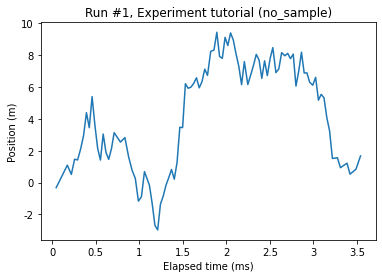 Run #1, Experiment tutorial (no_sample)
Position (m)
10
8
6
4
2
0
-2
0 0.5 1 1.5 2 2.5 3 3.5
Elapsed time (ms)